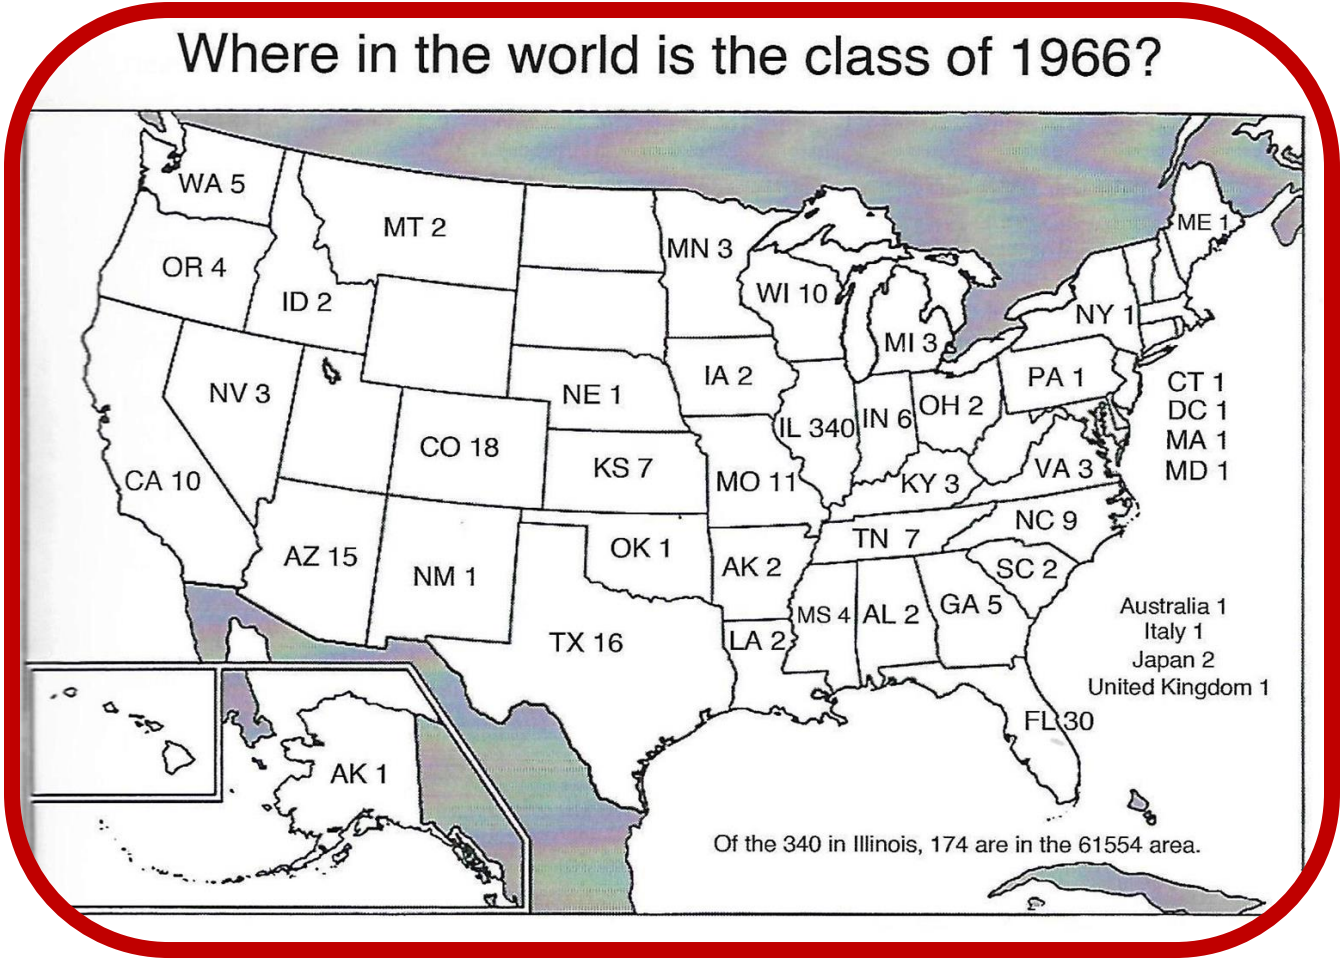 Where in the world is the class of 1966?
WA 5
MT 2
ME 1
MN 3
OR 4
ID 2
WI 10
NY 1
MI 3
NV 3
NE 1
IA 2
PA 1
CT 1
OH 2
DC 1
IL 340
IN 6
CO 18
MA 1
KS 7
VA 3
MD 1
CA 10
MO 11
KY 3
NC 9
TN 7
AZ 15
OK 1
NM 1
AK 2
SC 2
GA 5
MS 4
AL 2
Australia 1
TX 16
LA 2
Italy 1
Japan 2
United Kingdom 1
FL 30
AK 1
Of the 340 in Illinois, 174 are in the 61554 area.